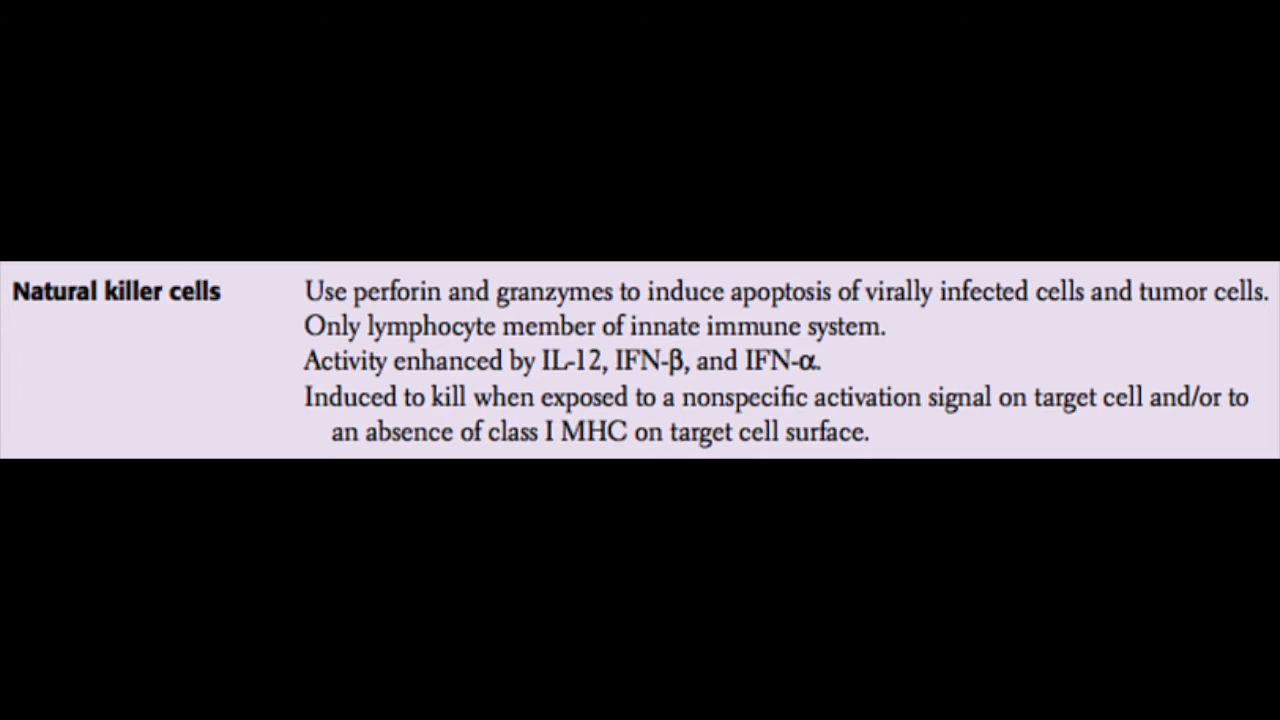 Natural killer cells Use perforin and granzymes to induce apoptosis of virally infected cells and tumor cells.
Only lymphocyte member of innate immune system.
Activity enhanced by IL-12, IFN-β, and IFN-α.
Induced to kill when exposed to a nonspecific activation signal on target cell and/or to
an absence of class I MHC on target cell surface.